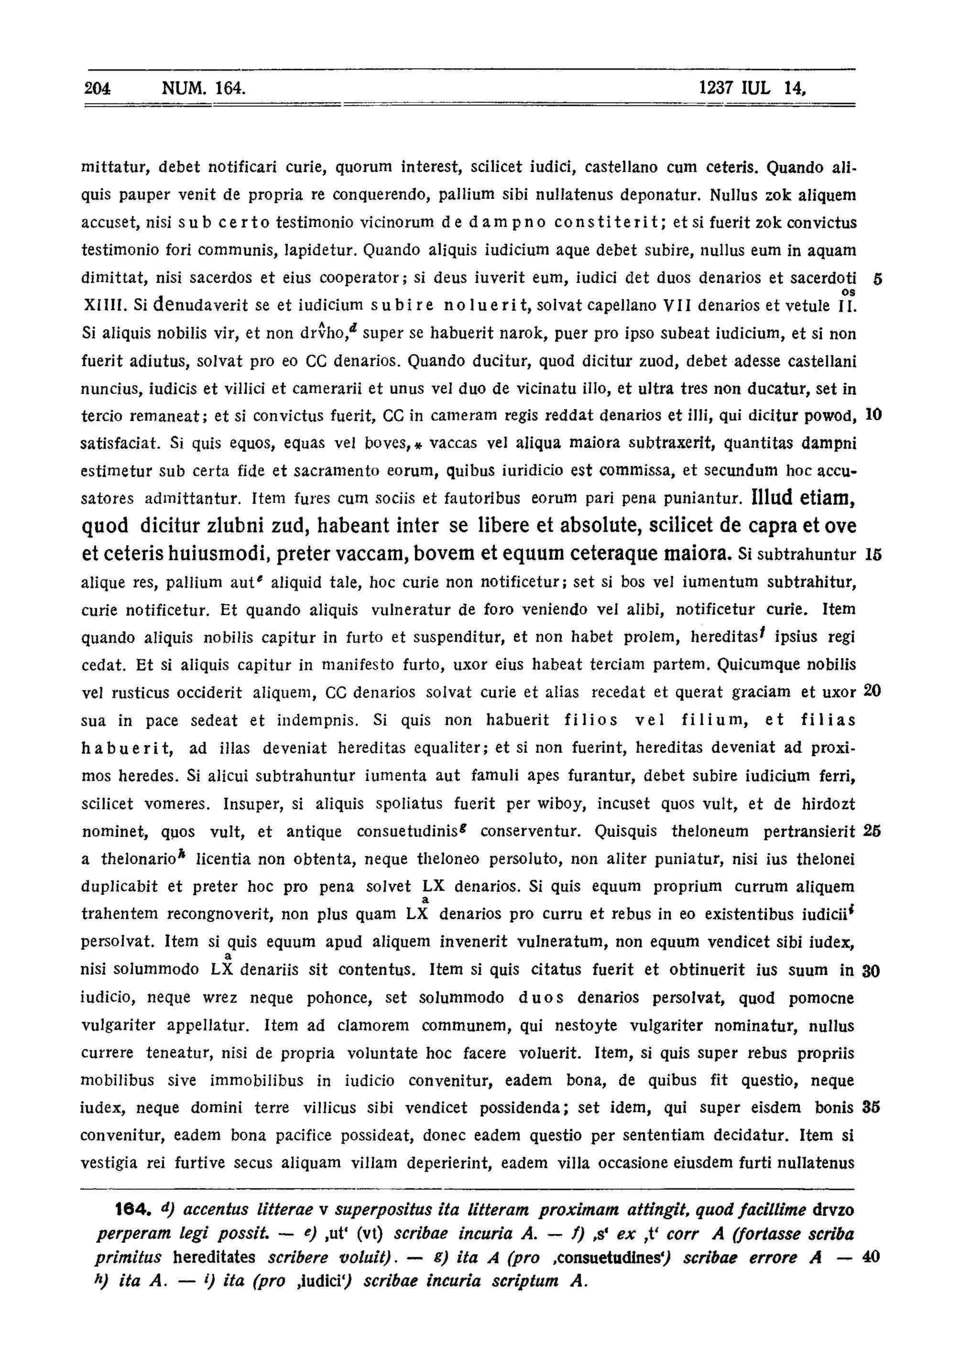 204 NUM. 164. 1237 IUL 14,
mittatur, debet notificari curie, quorum interest, scilicet iudici, castellano cum ceteris. Quando ali-
quis pauper venit de propria re conquerendo, pallium sibi nullatenus deponatur. Nullus zok aliquem
accuset, nisi sub certo testimonio vicinorum de dampno constiterit; et si fuerit zok convictus
testimonio fori communis, lapidetur. Quando aliquis iudicium aque debet subire, nullus eum in aquam
dimittat, nisi sacerdos et eius cooperator; si deus iuverit eum, iudici det duos denarios et sacerdoti 5
XIIII. Si denudaverit se et iudicium subire noluerit, solvat capellano VII denarios et vetule II.os
Si aliquis nobilis vir, et non drv̂ho,d super se habuerit narok, puer pro ipso subeat iudicium, et si non
fuerit adiutus, solvat pro eo CC denarios. Quando ducitur, quod dicitur zuod, debet adesse castellani
nuncius, iudicis et villici et camerarii et unus vel duo de vicinatu illo, et ultra tres non ducatur, set in
tercio remaneat; et si convictus fuerit, CC in cameram regis reddat denarios et illi, qui dicitur powod, 10
satisfaciat. Si quis equos, equas vel boves,* vaccas vel aliqua maiora subtraxerit, quantitas dampni
estimetur sub certa fide et sacramento eorum, quibus iuridicio est commissa, et secundum hoc accu-
satores admittantur. Item fures cum sociis et fautoribus eorum pari pena puniantur. Illud etiam,
quod dicitur zlubni zud, habeant inter se libere et absolute, scilicet de capra et ove
et ceteris huiusmodi, preter vaccam, bovem et equum ceteraque maiora. Si subtrahuntur 15
alique res, pallium aute aliquid tale, hoc curie non notificetur; set si bos vel iumentum subtrahitur,
curie notificetur. Et quando aliquis vulneratur de foro veniendo vel alibi, notificetur curie. Item
quando aliquis nobilis capitur in furto et suspenditur, et non habet prolem, hereditasf ipsius regi
cedat. Et si aliquis capitur in manifesto furto, uxor eius habeat terciam partem. Quicumque nobilis
vel rusticus occiderit aliquem, CC denarios solvat curie et alias recedat et querat graciam et uxor 20
sua in pace sedeat et indempnis. Si quis non habuerit filios vel filium, et filias
habuerit, ad illas deveniat hereditas equaliter; et si non fuerint, hereditas deveniat ad proxi-
mos heredes. Si alicui subtrahuntur iumenta aut famuli apes furantur, debet subire iudicium ferri,
scilicet vomeres. Insuper, si aliquis spoliatus fuerit per wiboy, incuset quos vult, et de hirdozt
nominet, quos vult, et antique consuetudinisg conserventur. Quisquis theloneum pertransierit 25
a thelonarioh licentia non obtenta, neque theloneo persoluto, non aliter puniatur, nisi ius thelonei
duplicabit et preter hoc pro pena solvet LX denarios. Si quis equum proprium currum aliquem
trahentem recongnoverit, non plus quam LXa denarios pro curru et rebus in eo existentibus iudiciii
persolvat. Item si quis equum apud aliquem invenerit vulneratum, non equum vendicet sibi iudex,
nisi solummodo LXa denariis sit contentus. Item si quis citatus fuerit et obtinuerit ius suum in 30
iudicio, neque wrez neque pohonce, set solummodo duos denarios persolvat, quod pomocne
vulgariter appellatur. Item ad clamorem communem, qui nestoyte vulgariter nominatur, nullus
currere teneatur, nisi de propria voluntate hoc facere voluerit. Item, si quis super rebus propriis
mobilibus sive immobilibus in iudicio convenitur, eadem bona, de quibus fit questio, neque
iudex, neque domini terre villicus sibi vendicet possidenda; set idem, qui super eisdem bonis 35
convenitur, eadem bona pacifice possideat, donec eadem questio per sententiam decidatur. Item si
vestigia rei furtive secus aliquam villam deperierint, eadem villa occasione eiusdem furti nullatenus
164. d) accentus litterae v superpositus ita litteram proximam attingit, quod facillime drvzo
perperam legi possit. — e) ‚ut‘ (vt) scribae incuria A. — f) ‚s‘ ex ‚t‘ corr A (fortasse scriba
primitus hereditates scribere voluit). — g) ita A (pro ‚consuetudines‘) scribae errore A — 40
h) ita A. — i) ita (pro ‚iudici‘) scribae incuria scriptum A.